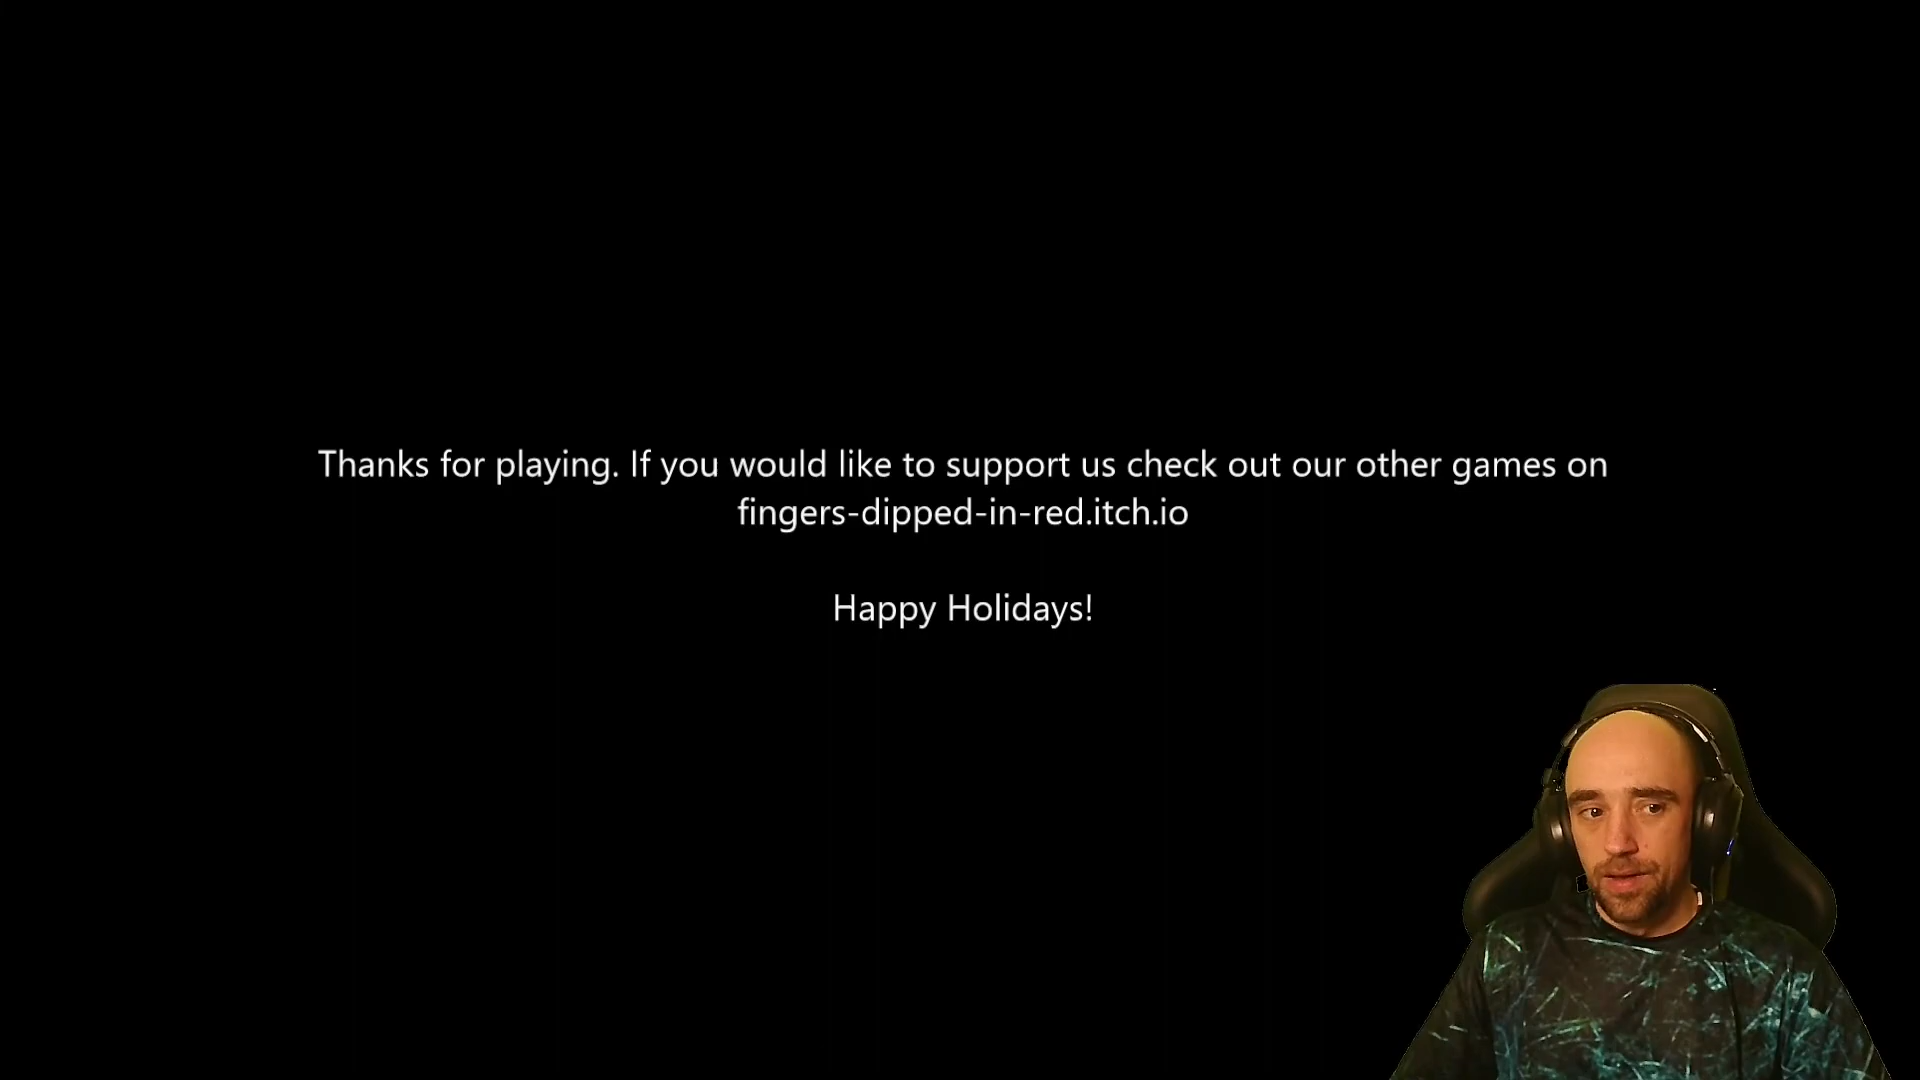 Thanks for playing. If you would like to support us check out our other games on
fingers-dipped-in-red.itch.io
Happy Holidays!